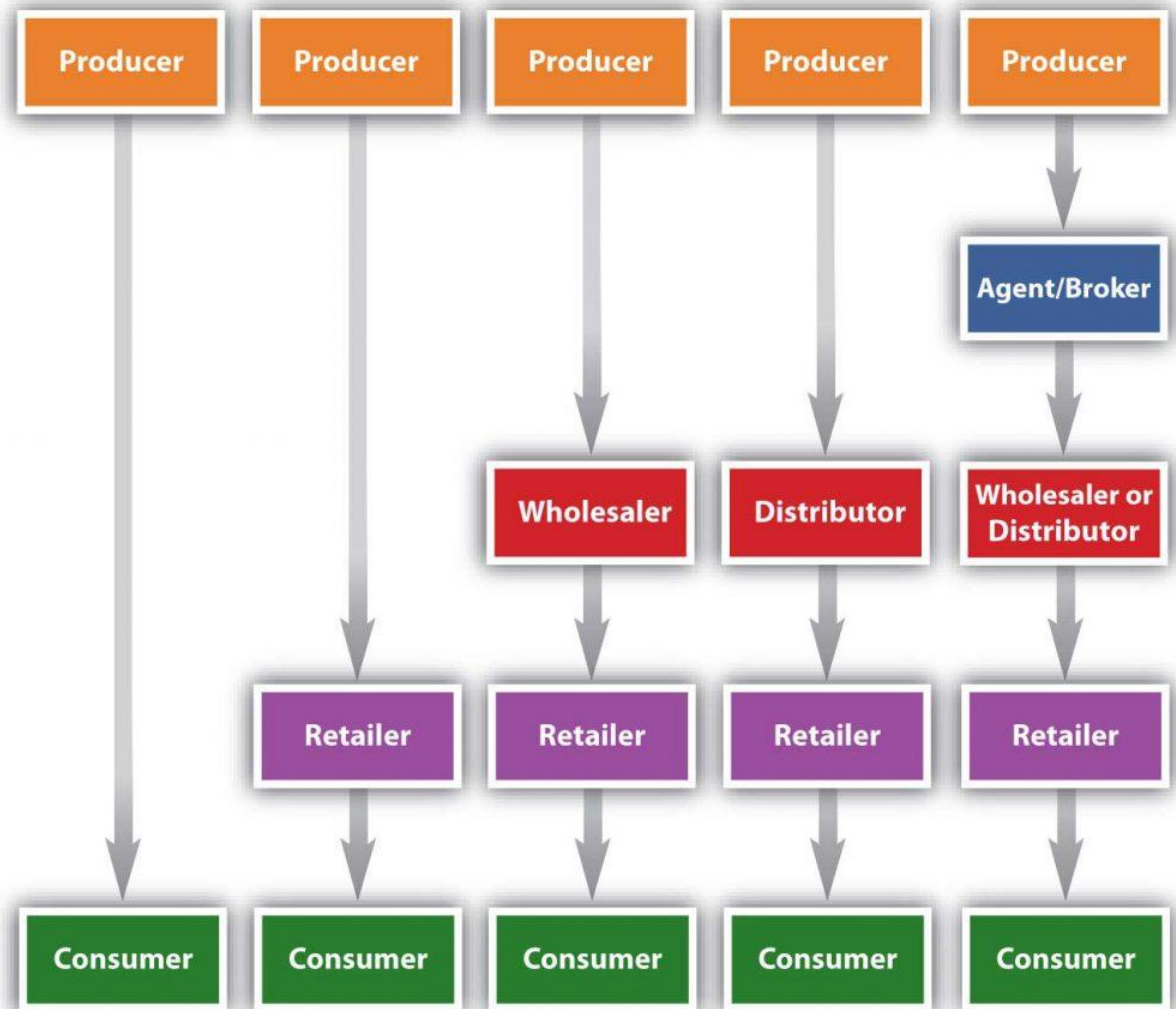 Producer
Producer
Producer
Producer
Producer
Agent/Broker
Wholesaler
Distributor
Wholesaler or
Distributor
Retailer
Retailer
Retailer
Retailer
Consumer
Consumer
Consumer
Consumer
Consumer